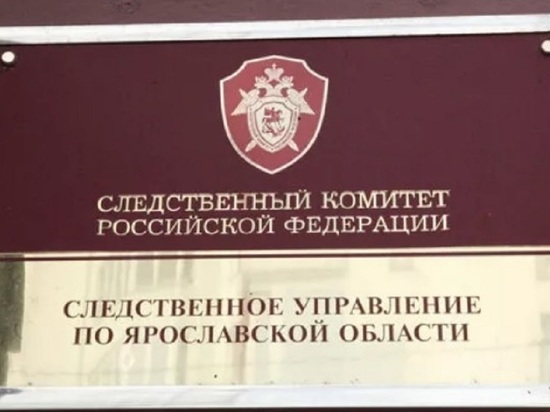 СЛЕДСТВЕННЫЙ КОМИТЕТ
РОССИЙСКОЙ ФЕДЕРАЦИИ
СЛЕДСТВЕННОЕ УПРАВЛЕНИЕ
ПО ЯРОСЛАВСКОЙ ОБЛАСТИ